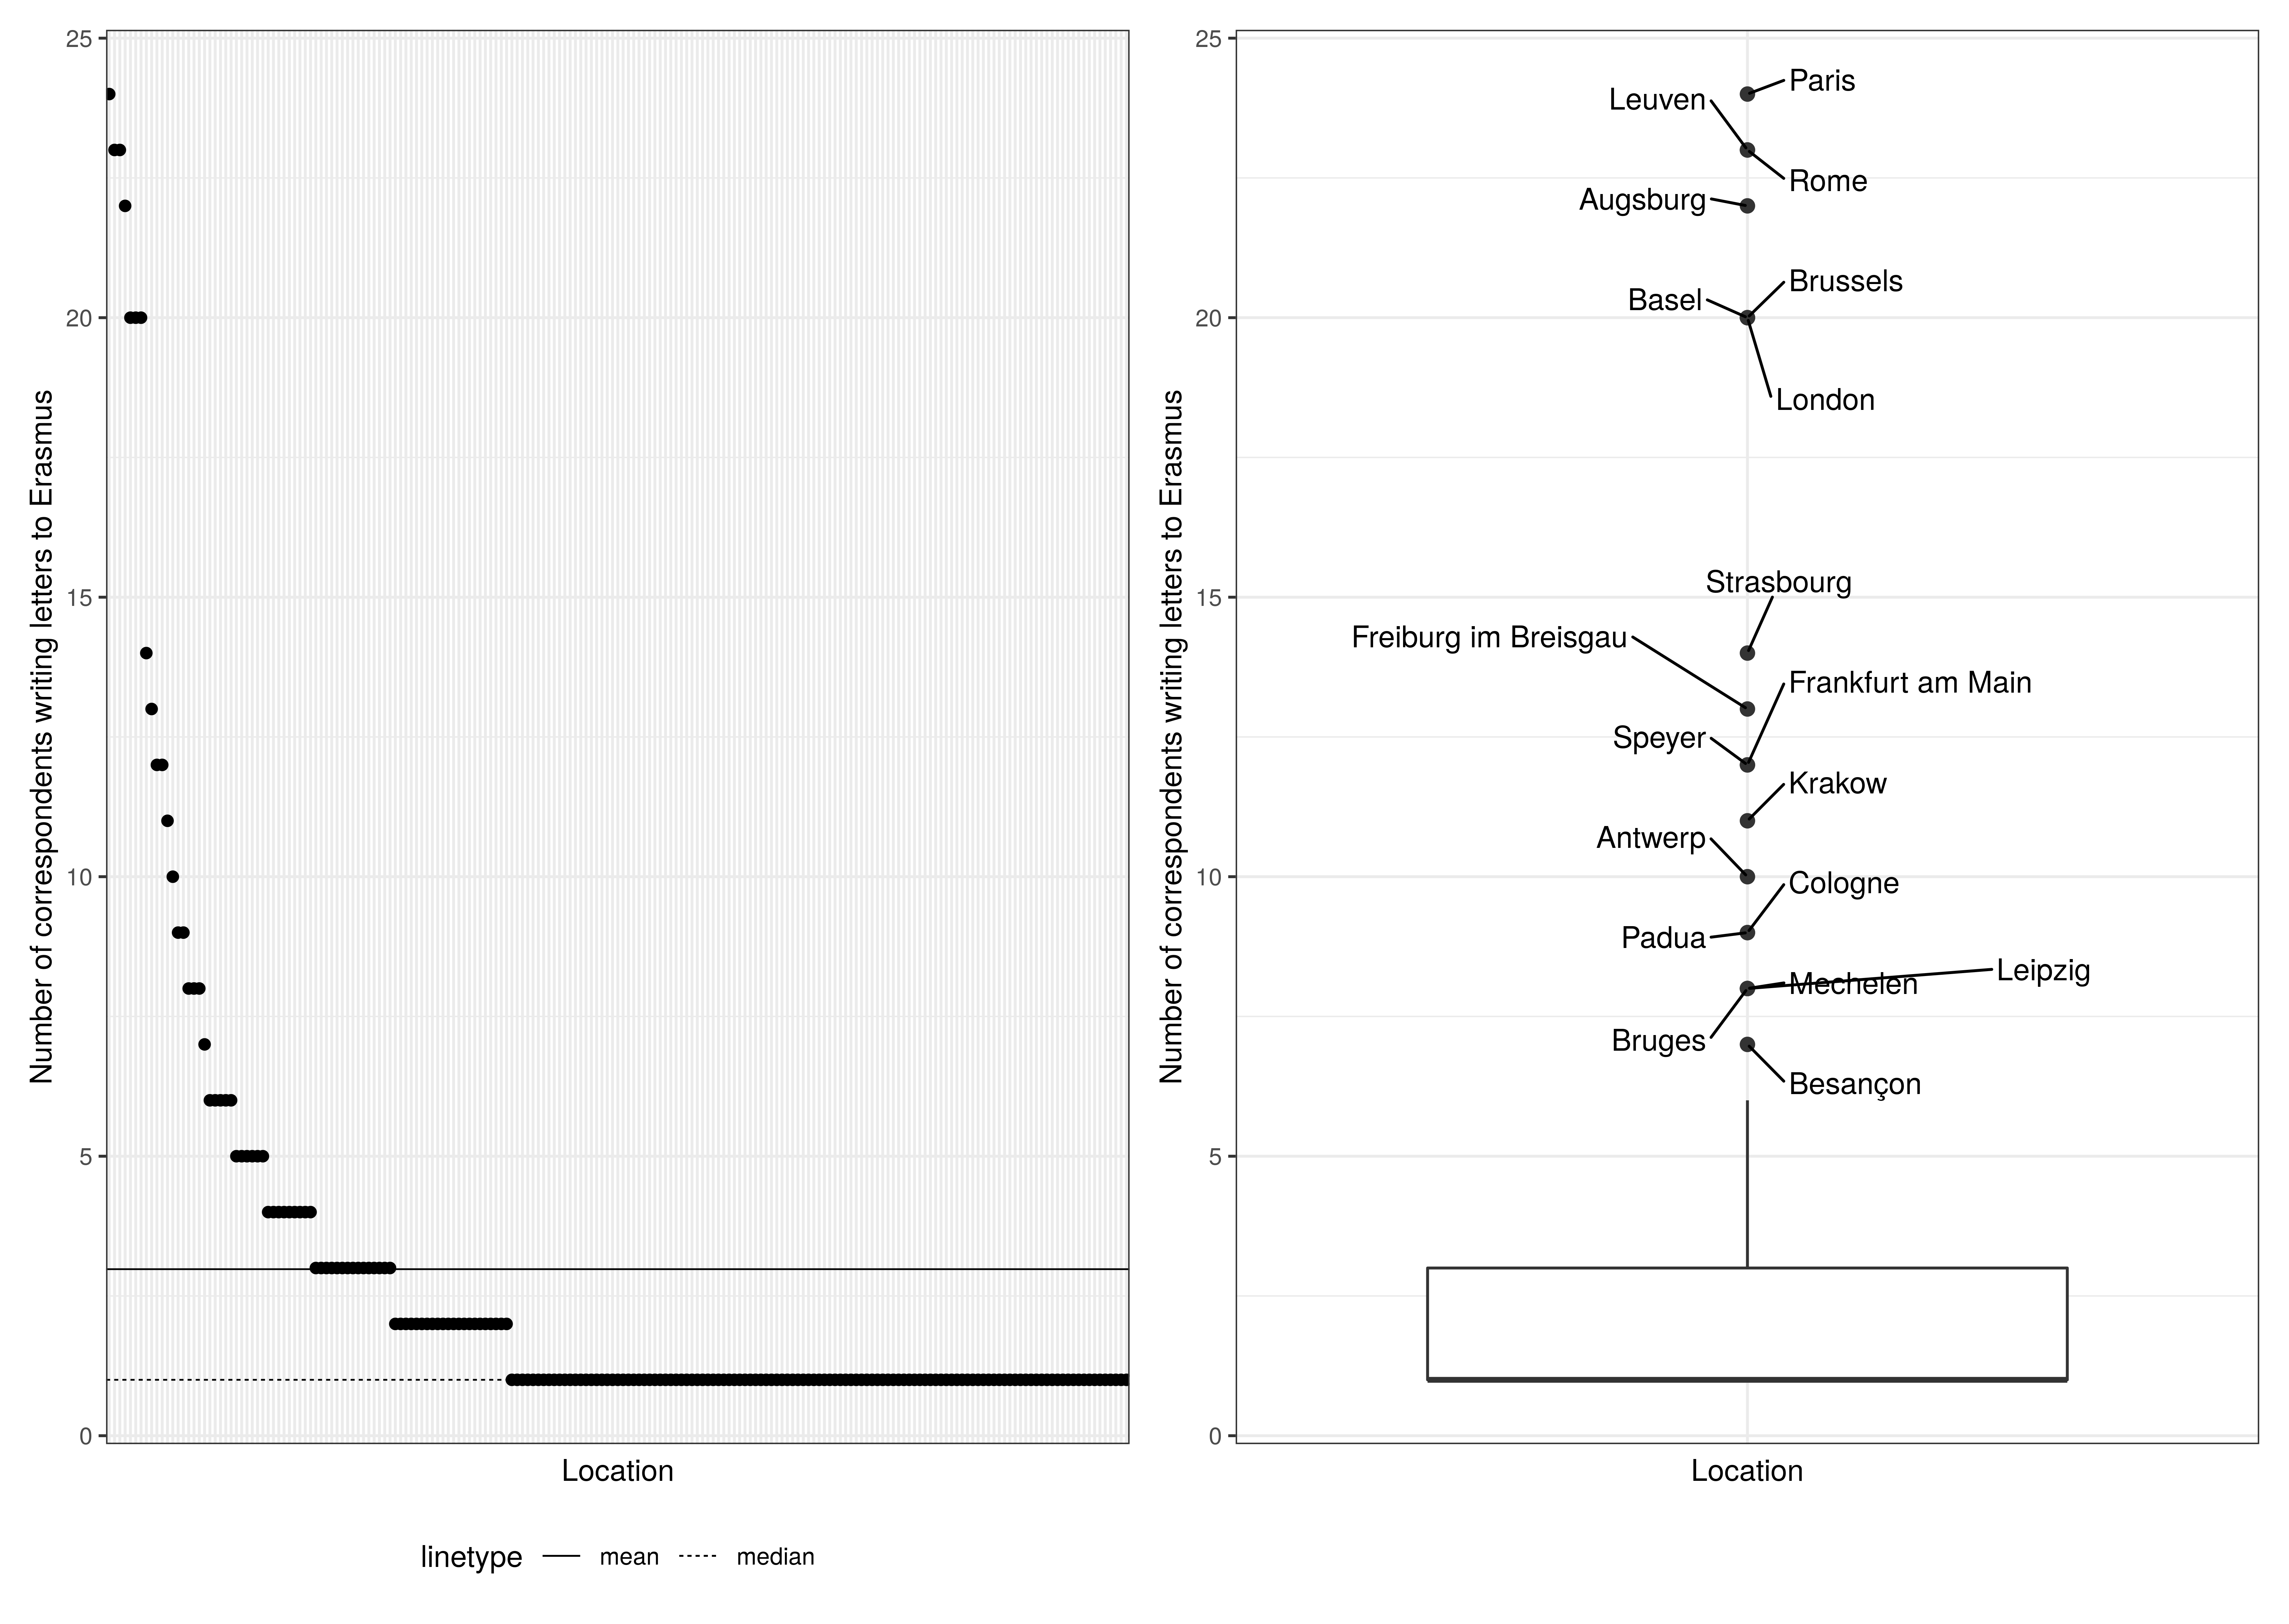 Number of correspondents writing letters to Erasmus
25
20
15
10
5
0
Location
linetype mean median
Number of correspondents writing letters to Erasmus
25
20
15
10
5
0
Paris
Leuven
Rome
Augsburg
Brussels
Basel
London
Strasbourg
Freiburg im Breisgau
Frankfurt am Main
Speyer
Krakow
Antwerp
Cologne
Padua
Leipzig
Mechelen
Bruges
Besançon
Location